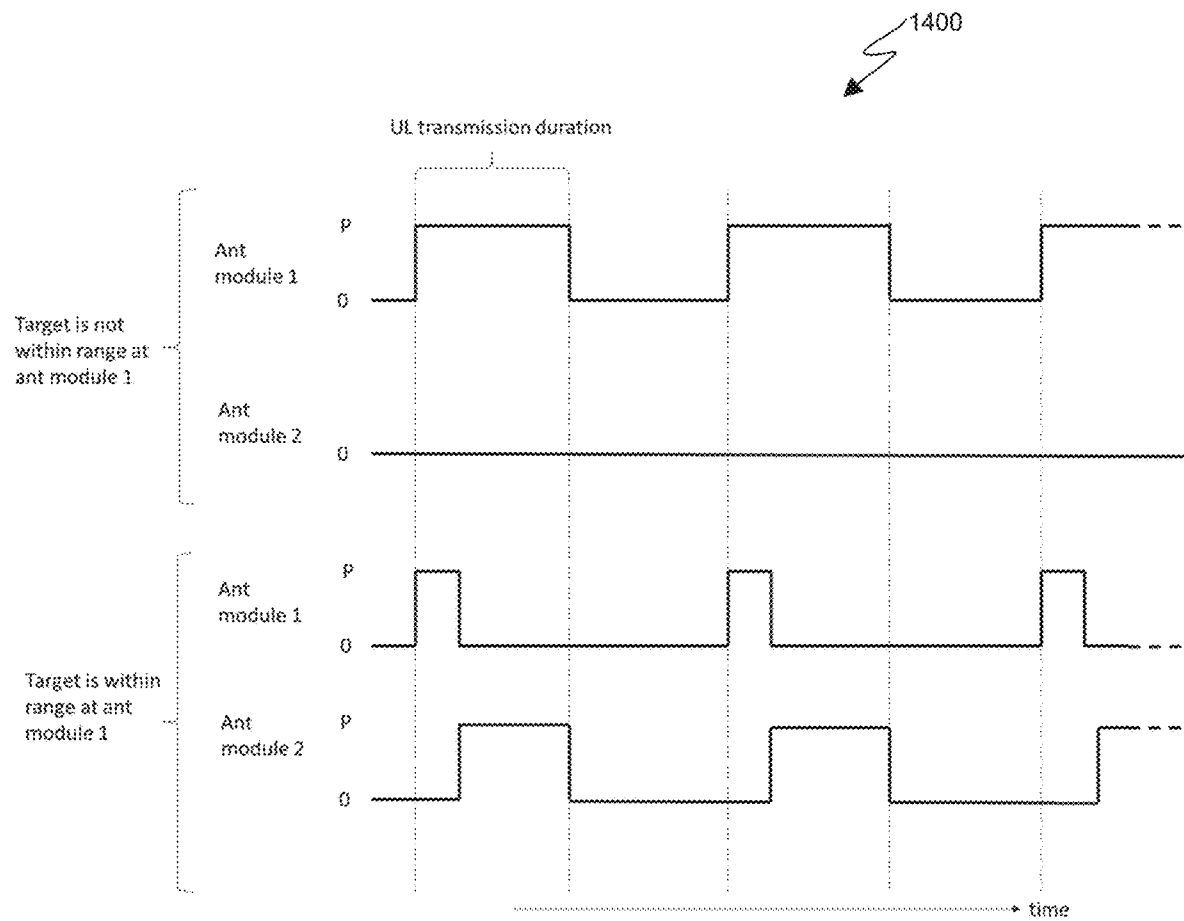 1400
UL transmission duration
P
Ant
module 1
0
Target is not
within range at
ant module 1
Ant
module 2
0
P
Ant
module 1
0
Target is within
range at ant
module 1
P
Ant
module 2
0
time